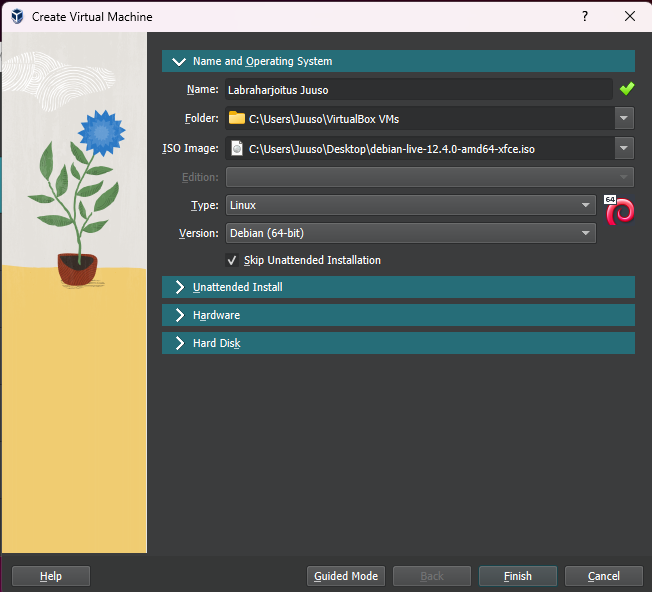 Create Virtual Machine
?
Name and Operating System
Name: Labraharjoitus Juuso
Folder: C:\Users\Juuso\VirtualBox VMs
ISO Image: C:\Users\Juuso\Desktop\debian-live-12.4.0-amd64-xfce.iso
Edition:
Type: Linux
64
Version: Debian (64-bit)
Skip Unattended Installation
Unattended Install
Hardware
Hard Disk
Help Guided Mode Back Finish Cancel